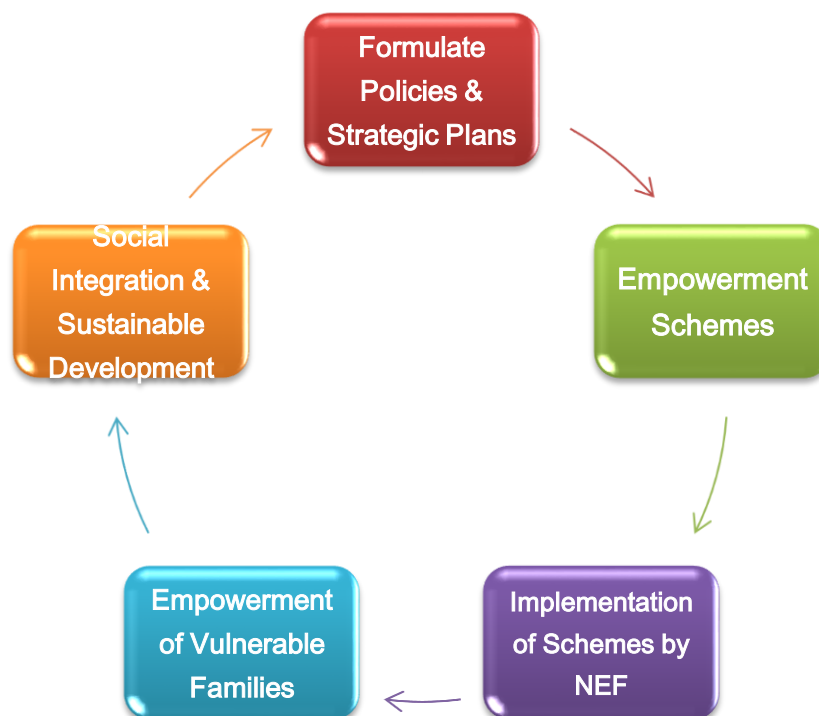 Formulate
Policies &
Strategic Plans
Empowerment
Schemes
Implementation
of Schemes by
NEF
Empowerment
of Vulnerable
Families
Social
Integration &
Sustainable
Development